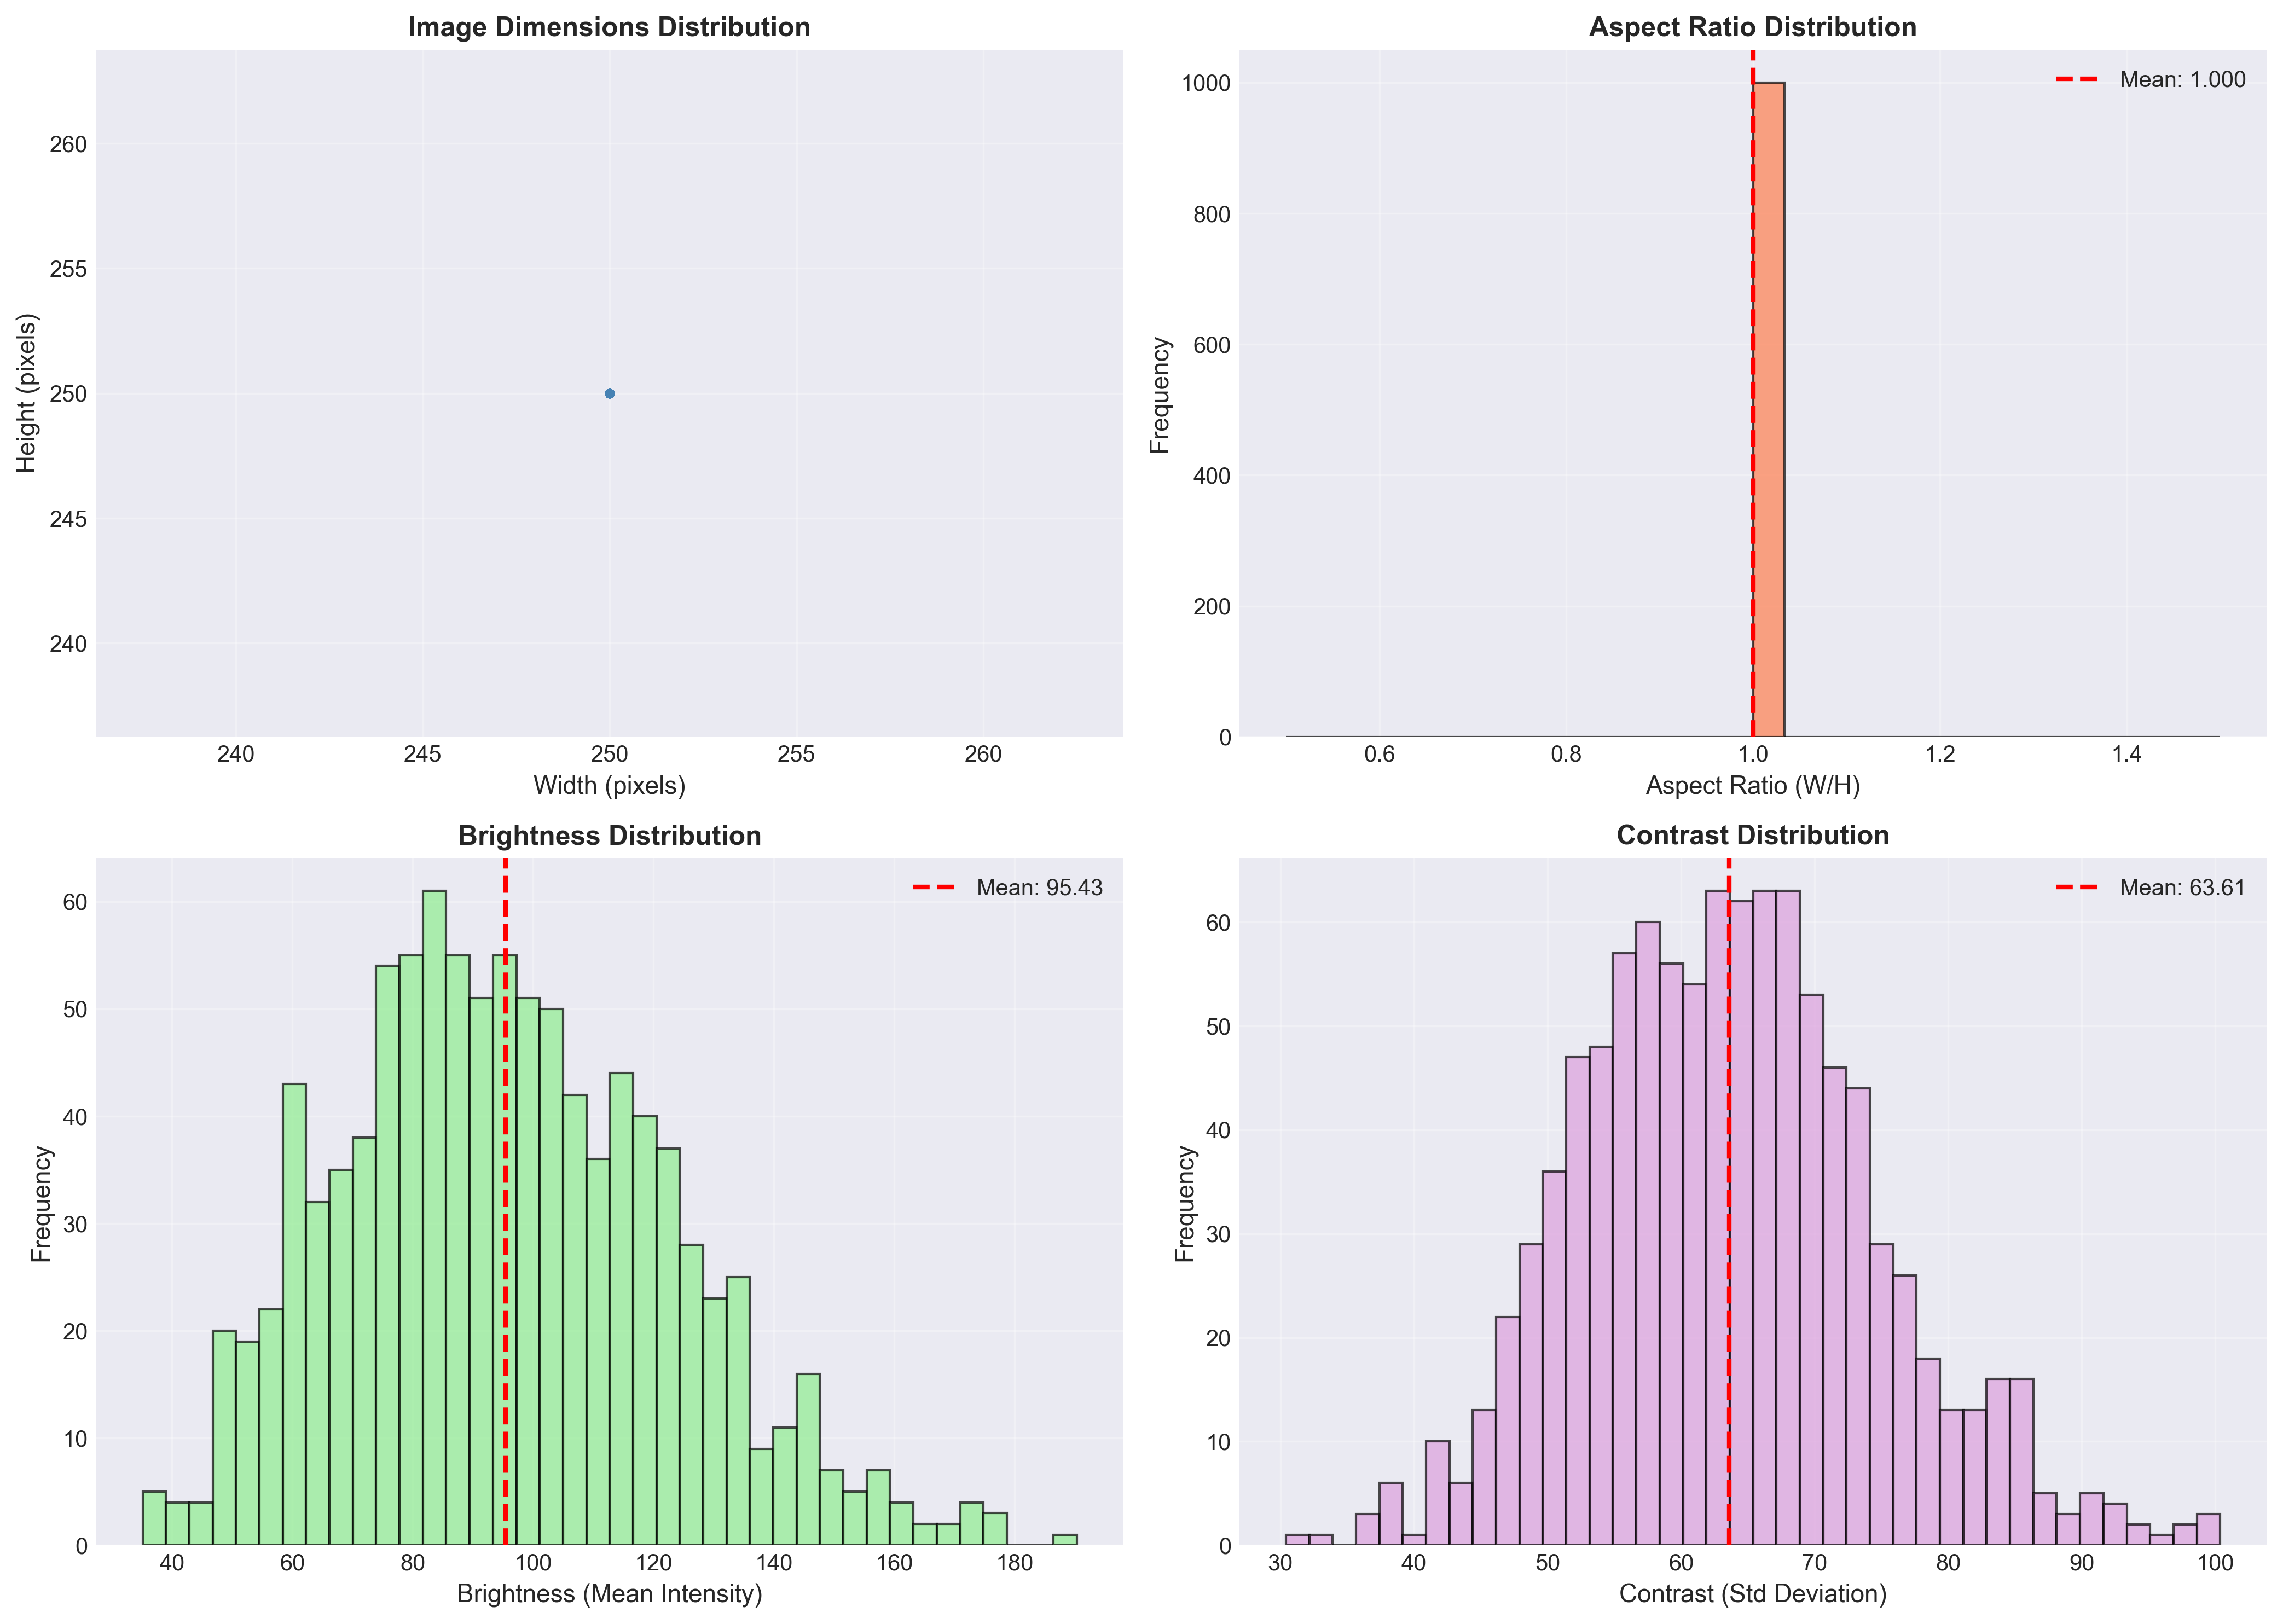 Image Dimensions Distribution
Height (pixels)
260
255
250
245
240
240 245 250 255 260
Width (pixels)
Aspect Ratio Distribution
Mean: 1.000
Frequency
1000
800
600
400
200
0
0.6 0.8 1.0 1.2 1.4
Aspect Ratio (W/H)
Brightness Distribution
Mean: 95.43
Frequency
60
50
40
30
20
10
0
40 60 80 100 120 140 160 180
Brightness (Mean Intensity)
Contrast Distribution
Mean: 63.61
Frequency
60
50
40
30
20
10
0
30 40 50 60 70 80 90 100
Contrast (Std Deviation)